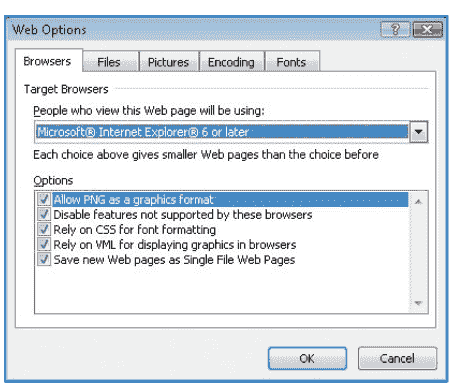 Web Options
Browsers Files Pictures Encoding Fonts
Target Browsers
People who view this Web page will be using:
Microsoft® Internet Explorer® 6 or later
Each choice above gives smaller Web pages than the choice before
Options
Allow PNG as a graphics format
Disable features not supported by these browsers
Rely on CSS for font formatting
Rely on VML for displaying graphics in browsers
Save new Web pages as Single File Web Pages
OK Cancel